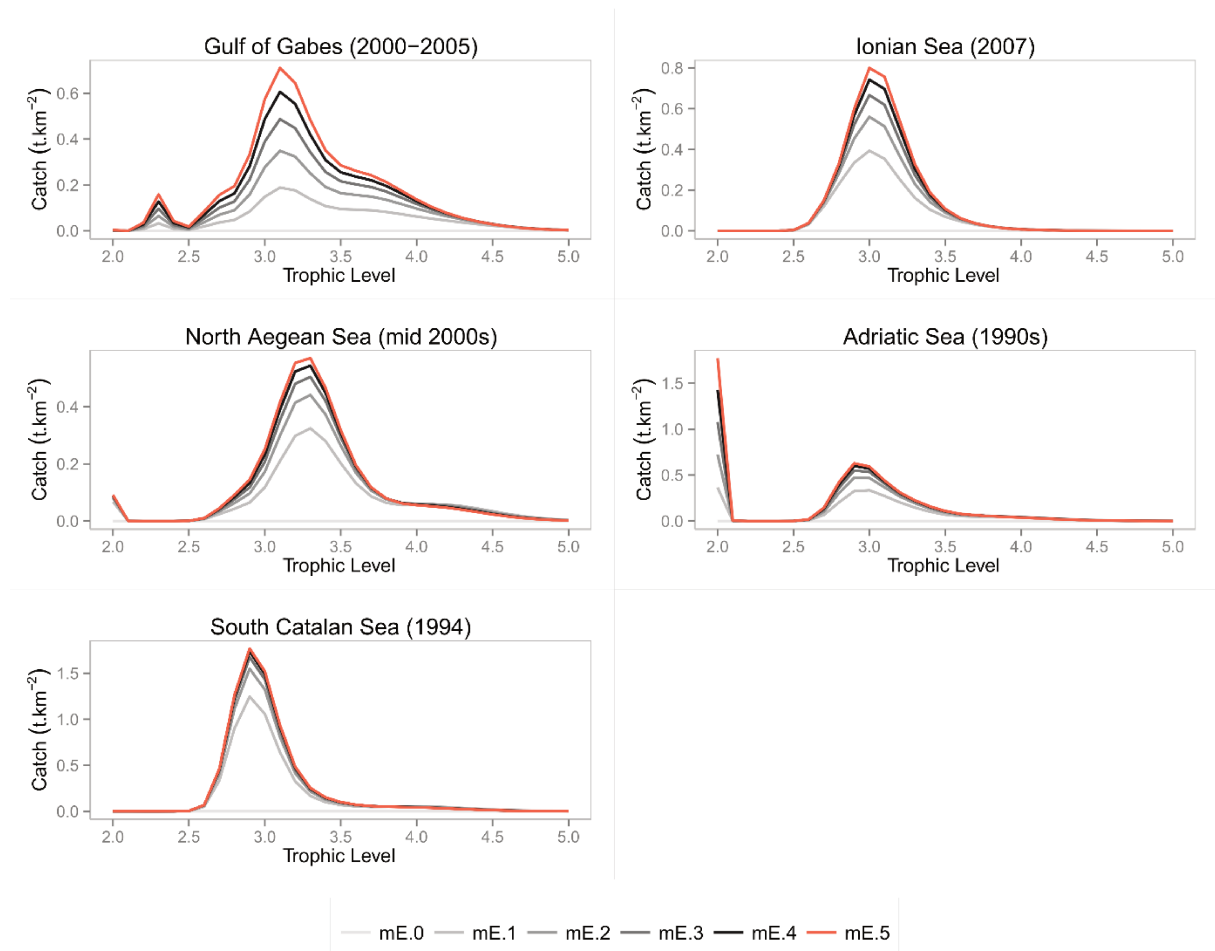 Gulf of Gabes (2000−2005)
Catch (t.km⁻²)
0.6
0.4
0.2
0.0
2.0 2.5 3.0 3.5 4.0 4.5 5.0
Trophic Level
Ionian Sea (2007)
Catch (t.km⁻²)
0.8
0.6
0.4
0.2
0.0
2.0 2.5 3.0 3.5 4.0 4.5 5.0
Trophic Level
North Aegean Sea (mid 2000s)
Catch (t.km⁻²)
0.4
0.2
0.0
2.0 2.5 3.0 3.5 4.0 4.5 5.0
Trophic Level
Adriatic Sea (1990s)
Catch (t.km⁻²)
1.5
1.0
0.5
0.0
2.0 2.5 3.0 3.5 4.0 4.5 5.0
Trophic Level
South Catalan Sea (1994)
Catch (t.km⁻²)
1.5
1.0
0.5
0.0
2.0 2.5 3.0 3.5 4.0 4.5 5.0
Trophic Level
mE.0 mE.1 mE.2 mE.3 mE.4 mE.5